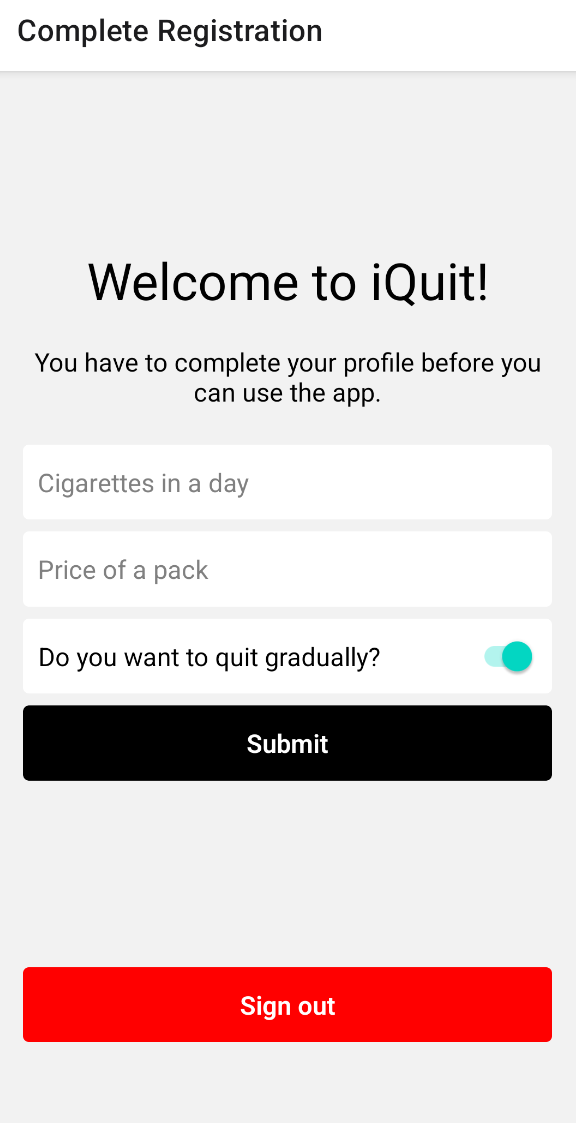 Complete Registration
Welcome to iQuit!
You have to complete your profile before you
can use the app.
Cigarettes in a day
Price of a pack
Do you want to quit gradually?
Submit
Sign out